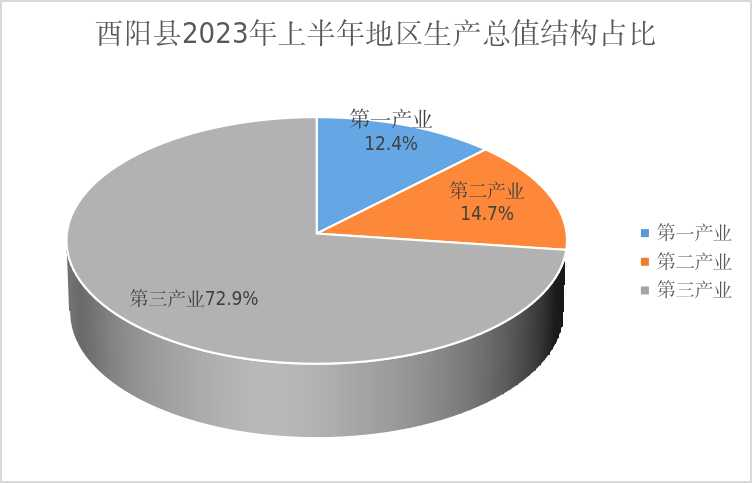 酉阳县2023年上半年地区生产总值结构占比
第一产业
12.4%
第二产业
14.7%
第三产业72.9%
第一产业
第二产业
第三产业